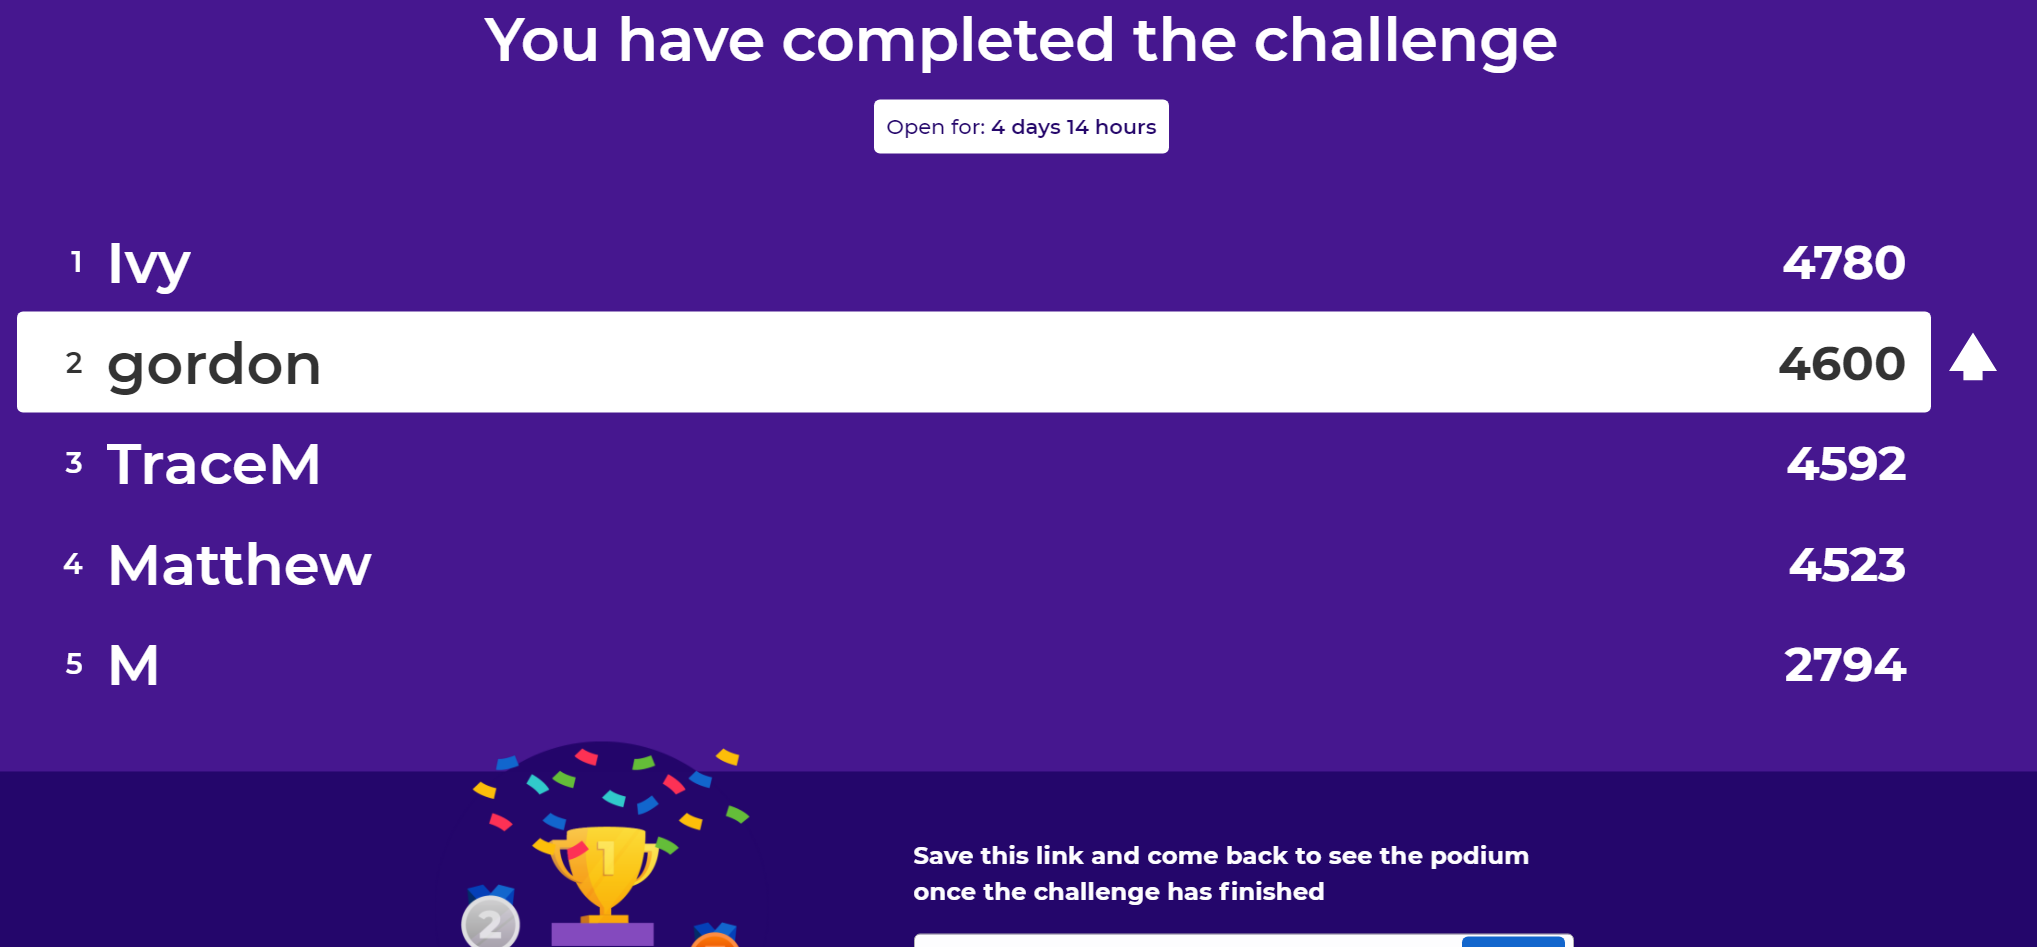 You have completed the challenge
Open for: 4 days 14 hours
1 Ivy 4780
2 gordon 4600
3 TraceM 4592
4 Matthew 4523
5 M 2794
1
2
Save this link and come back to see the podium
once the challenge has finished